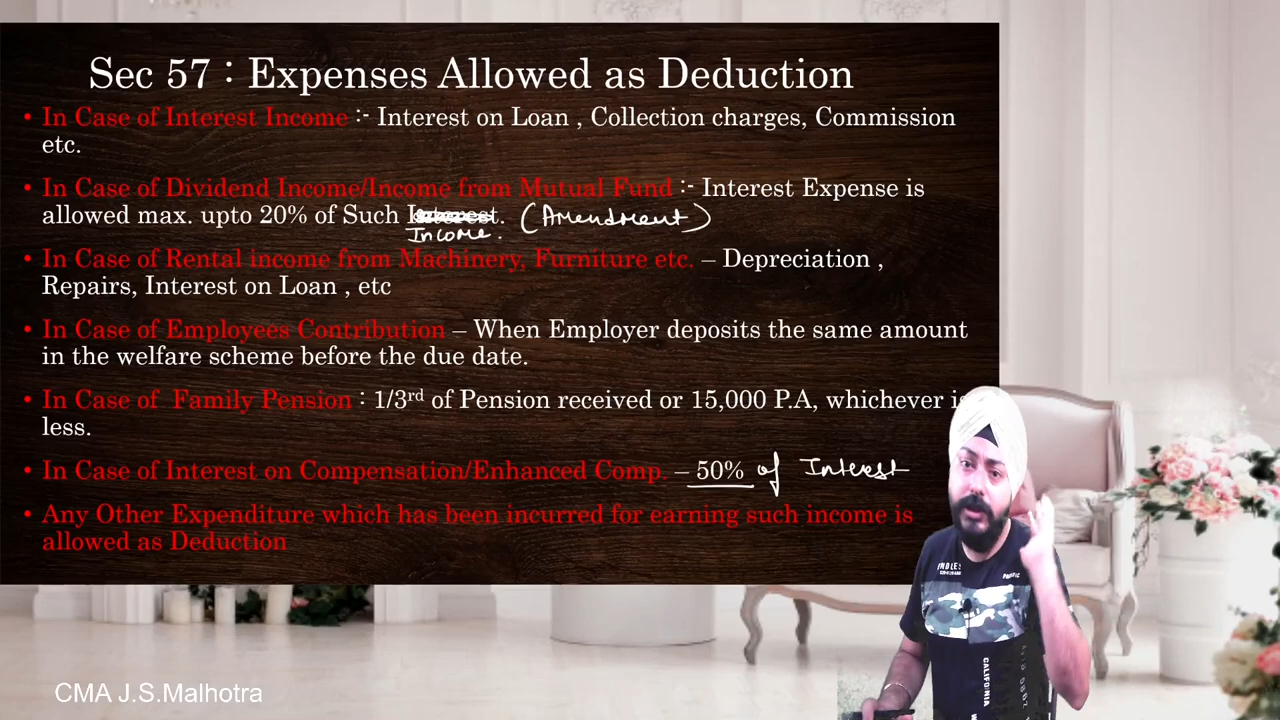 Sec 57 : Expenses Allowed as Deduction
• In Case of Interest Income :- Interest on Loan , Collection charges, Commission
etc.
• In Case of Dividend Income/Income from Mutual Fund :- Interest Expense is
allowed max. upto 20% of Such Interest. (Amendment)
Income.
• In Case of Rental income from Machinery, Furniture etc. – Depreciation ,
Repairs, Interest on Loan , etc
• In Case of Employees Contribution – When Employer deposits the same amount
in the welfare scheme before the due date.
• In Case of Family Pension : 1/3rd of Pension received or 15,000 P.A, whichever is
less.
• In Case of Interest on Compensation/Enhanced Comp. – 50% of Interest
• Any Other Expenditure which has been incurred for earning such income is
allowed as Deduction
CALIFORNIA
CMA J.S.Malhotra